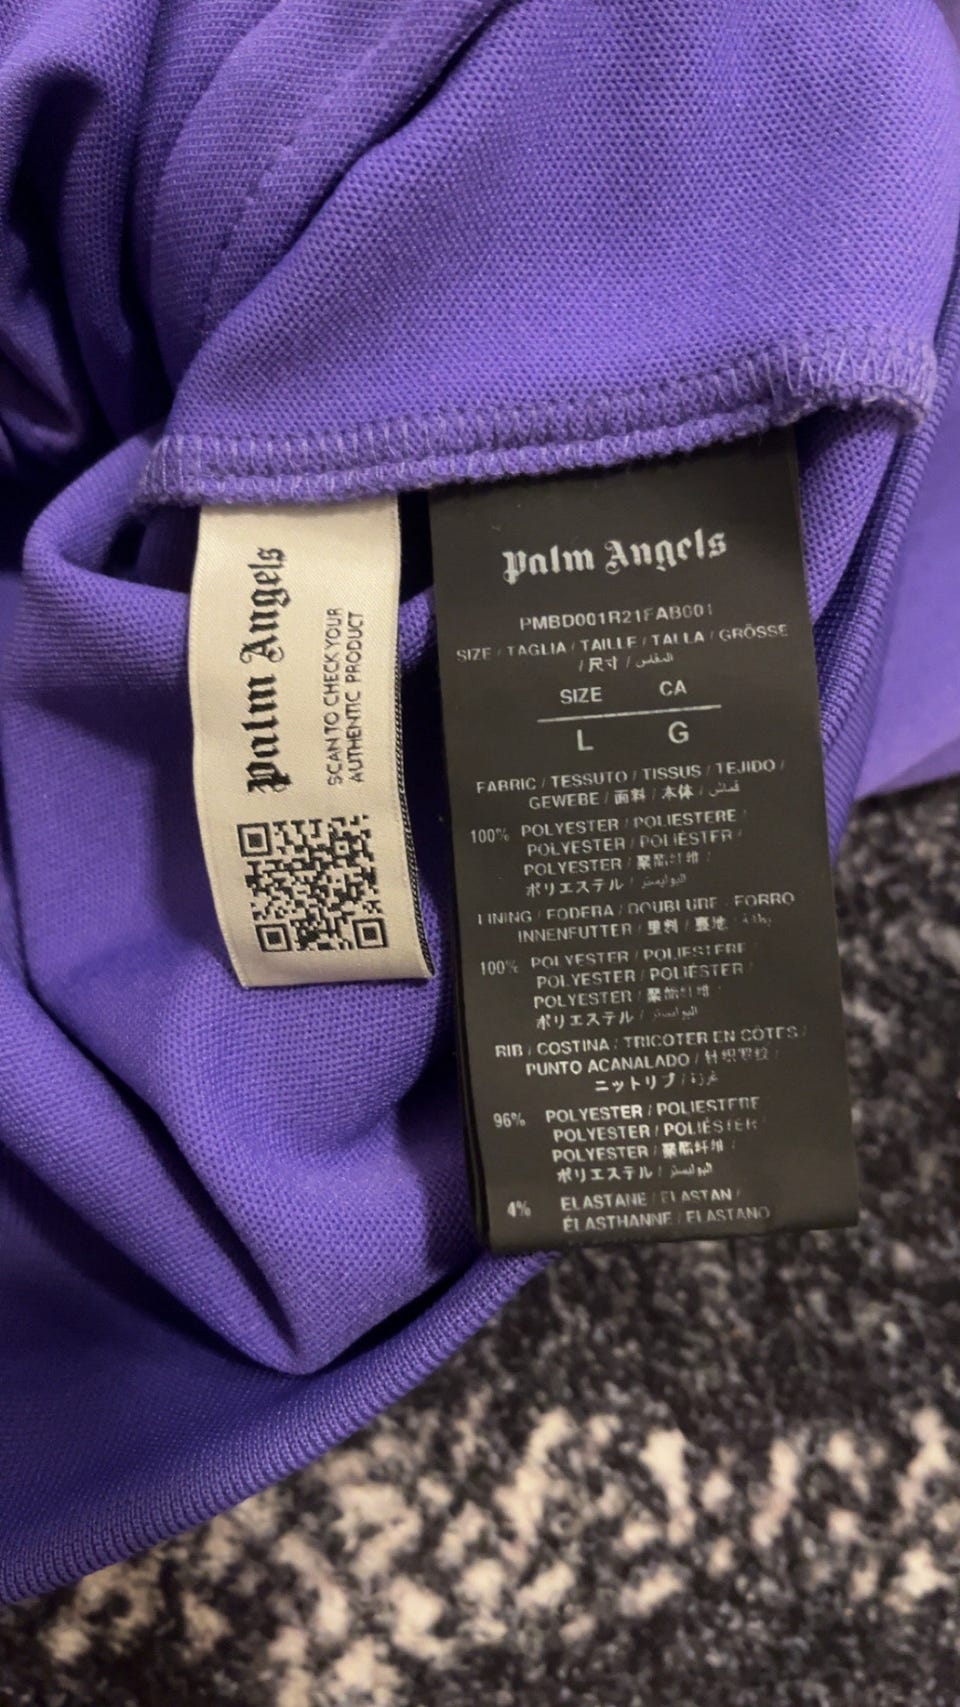 Palm Angels
SCAN TO CHECK YOUR
AUTHENTIC PRODUCT
Palm Angels
PMBD001R21FAB001
SIZE / TAGLIA / TAILLE / TALLA / GRÖSSE
/ 尺寸 / المقاس
SIZE CA
L G
FABRIC / TESSUTO / TISSUS / TEJIDO /
GEWEBE / 面料 / 本体 / قماش
100% POLYESTER / POLIESTERE /
POLYESTER / POLIÉSTER /
POLYESTER / 聚酯纤维 /
ポリエステル / البوليستر
LINING / FODERA / DOUBLURE / FORRO
INNENFUTTER / 里料 / 裏地 /
100% POLYESTER / POLIESTERE /
POLYESTER / POLIÉSTER /
POLYESTER / 聚酯纤维 /
ポリエステル / البوليستر
RIB / COSTINA / TRICOTER EN CÔTES /
PUNTO ACANALADO / 针织罗纹 /
ニットリブ /
96% POLYESTER / POLIESTERE
POLYESTER / POLIÉSTER /
POLYESTER / 聚酯纤维 /
ポリエステル / البوليستر
4% ELASTANE / ELASTAN /
ÉLASTHANNE / ELASTANO